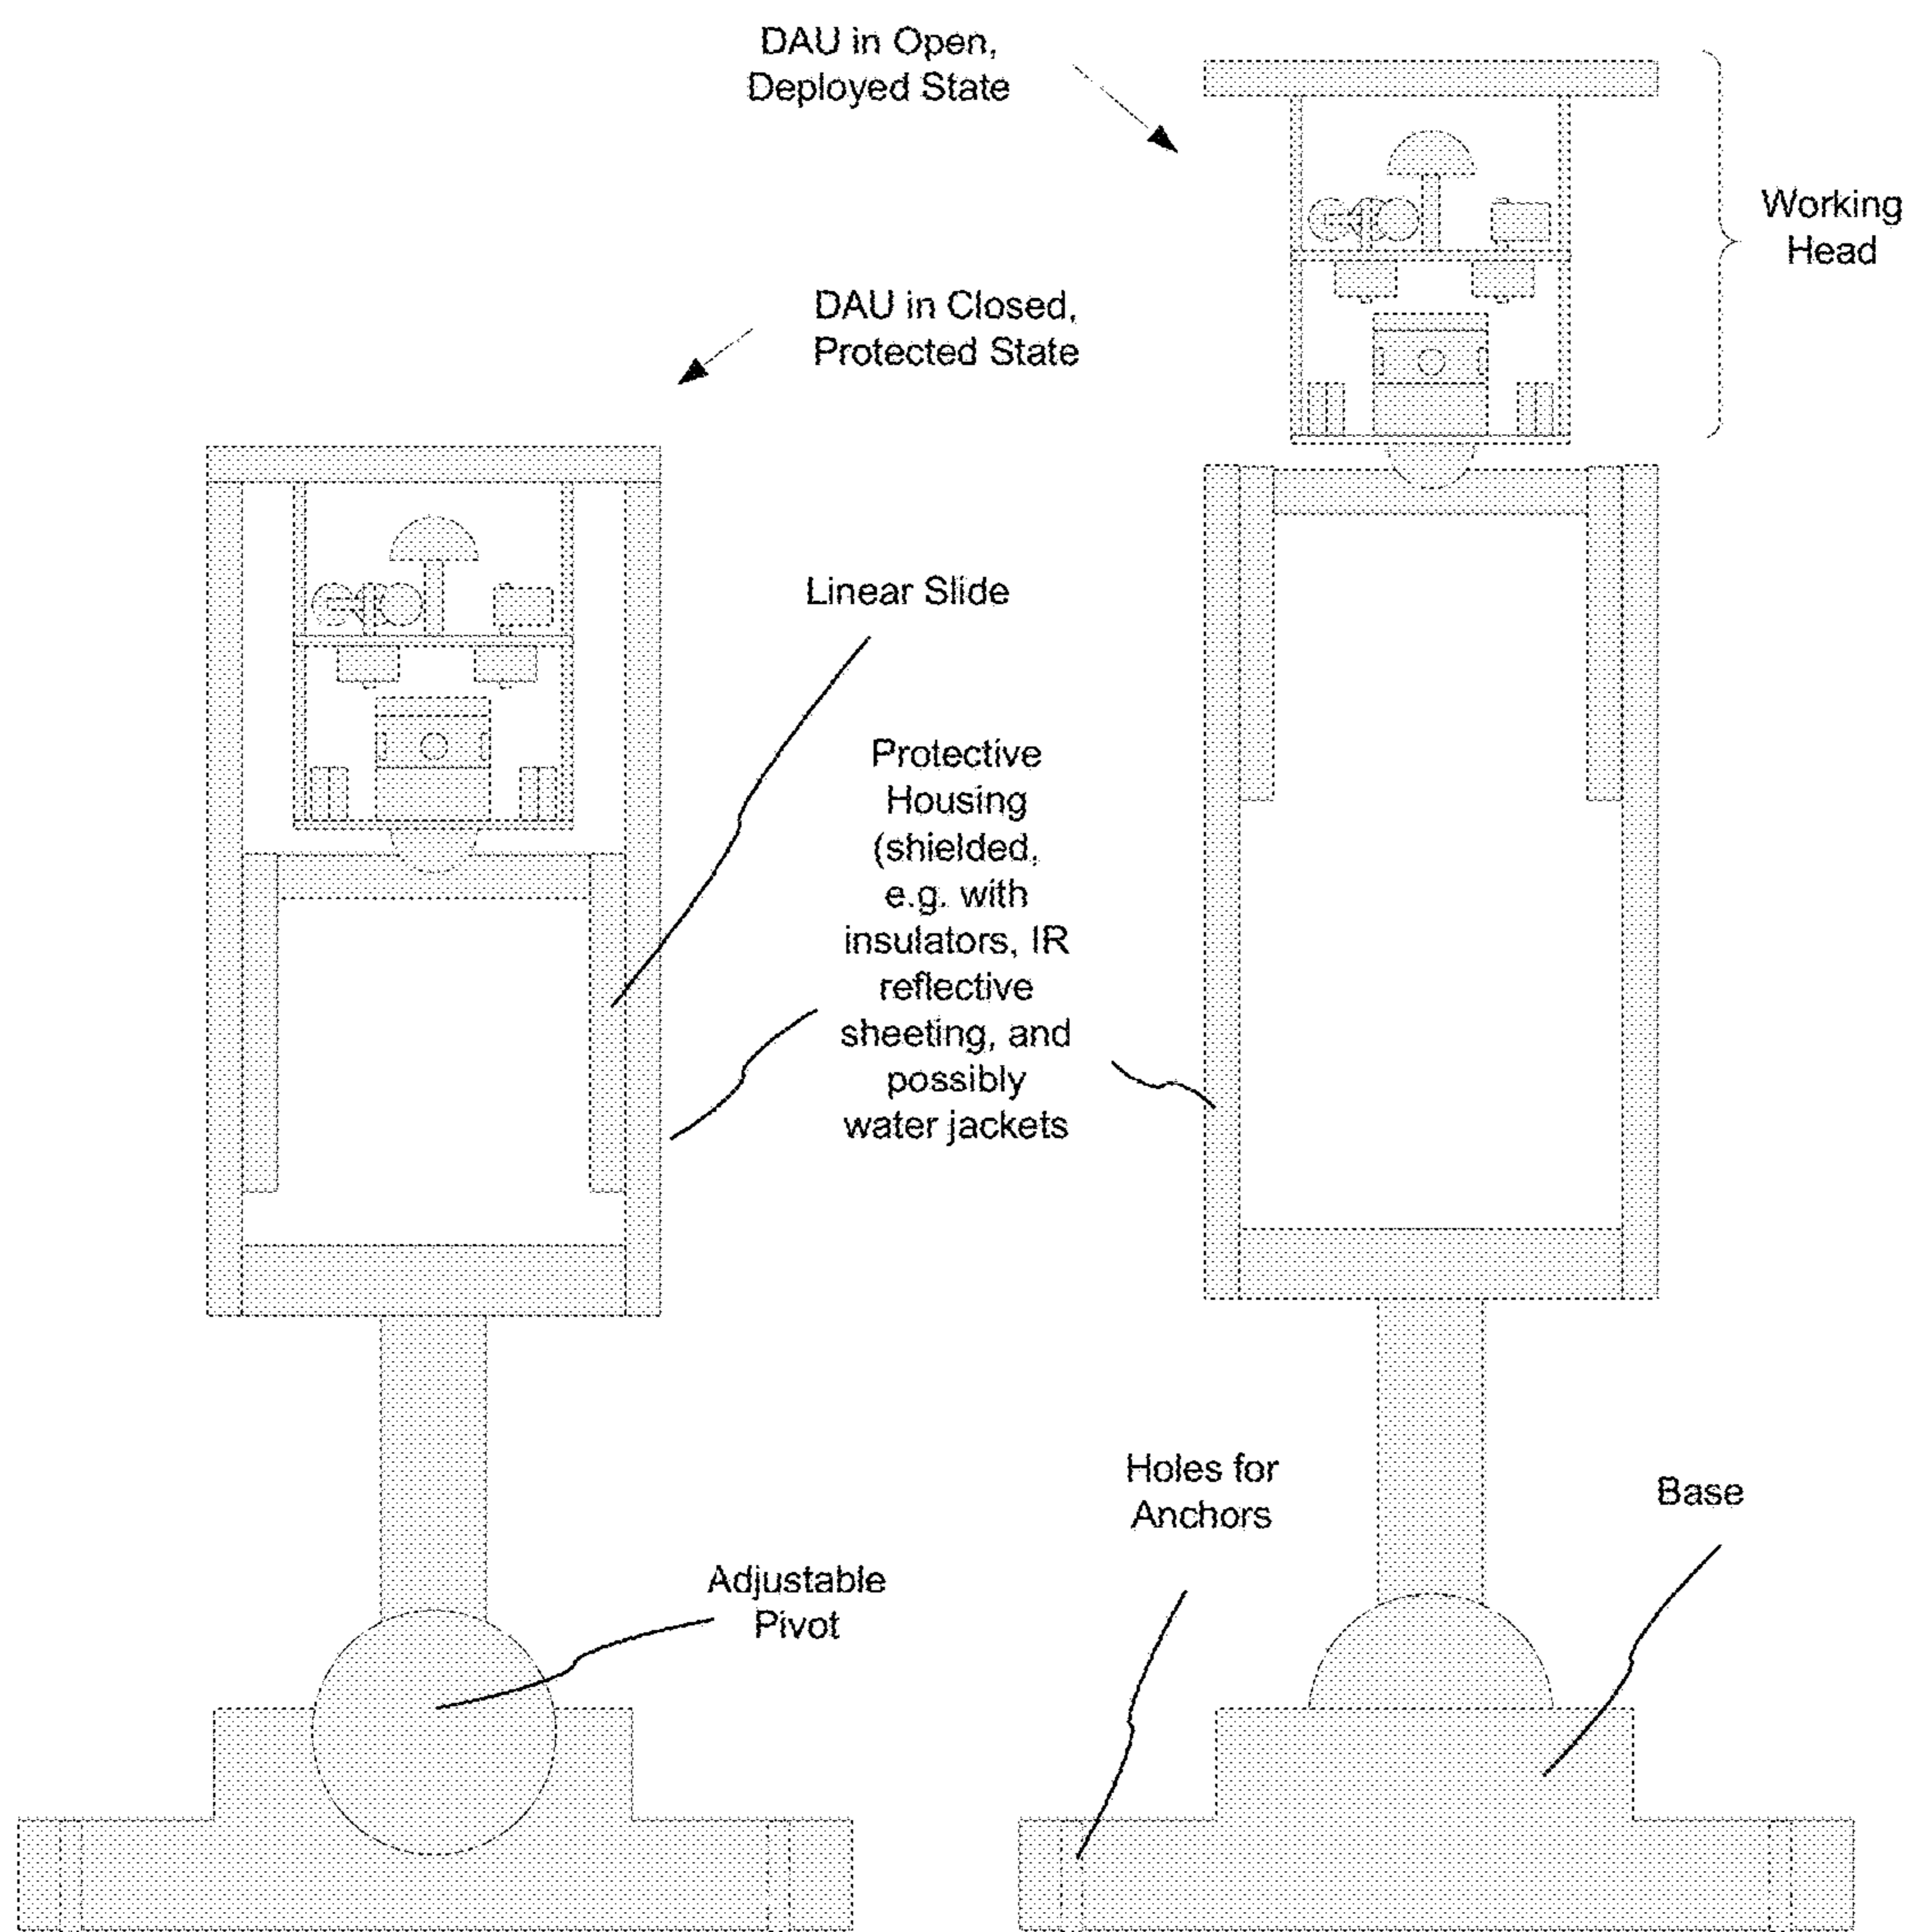 DAU in Open,
Deployed State
Working
Head
DAU in Closed,
Protected State
Linear Slide
Protective
Housing
(shielded,
e.g. with
insulators, IR
reflective
sheeting, and
possibly
water jackets
Holes for
Anchors
Base
Adjustable
Pivot